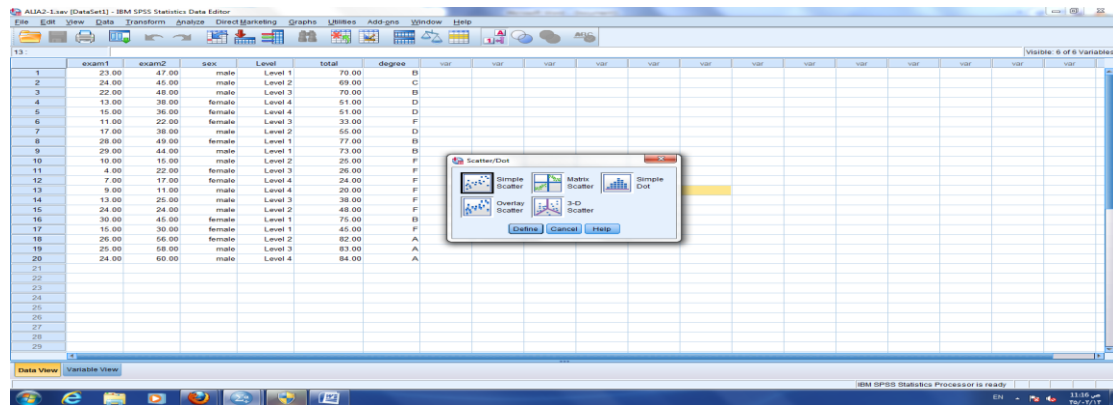 ALIA2-1.sav [DataSet1] - IBM SPSS Statistics Data Editor
File Edit View Data Transform Analyze Direct Marketing Graphs Utilities Add-ons Window Help
13 : Visible: 6 of 6 Variables
exam1 exam2 sex Level total degree var var var var var var var var var var
1 23.00 47.00 male Level 1 70.00 B
2 24.00 45.00 male Level 2 69.00 C
3 22.00 48.00 male Level 3 70.00 B
4 13.00 38.00 female Level 4 51.00 D
5 15.00 36.00 female Level 4 51.00 D
6 11.00 22.00 female Level 3 33.00 F
7 17.00 38.00 male Level 2 55.00 D
8 28.00 49.00 female Level 1 77.00 B
9 29.00 44.00 male Level 1 73.00 B
10 10.00 15.00 male Level 2 25.00 F
11 4.00 22.00 female Level 3 26.00 F
12 7.00 17.00 female Level 4 24.00 F
13 9.00 11.00 male Level 4 20.00 F
14 13.00 25.00 male Level 3 38.00 F
15 24.00 24.00 male Level 2 48.00 F
16 30.00 45.00 female Level 1 75.00 B
17 15.00 30.00 female Level 1 45.00 F
18 26.00 56.00 female Level 2 82.00 A
19 25.00 58.00 male Level 3 83.00 A
20 24.00 60.00 male Level 4 84.00 A
21
22
23
24
25
26
27
28
29
Scatter/Dot
Simple Scatter
Matrix Scatter
Simple Dot
Overlay Scatter
3-D Scatter
Define Cancel Help
Data View Variable View
IBM SPSS Statistics Processor is ready
EN 11:16 ص
٣٥/٠٢/١٧